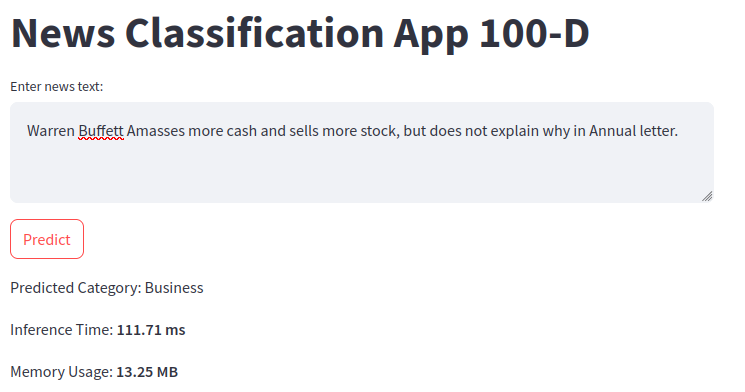 News Classification App 100-D
Enter news text:
Warren Buffett Amasses more cash and sells more stock, but does not explain why in Annual letter.
Predict
Predicted Category: Business
Inference Time: 111.71 ms
Memory Usage: 13.25 MB